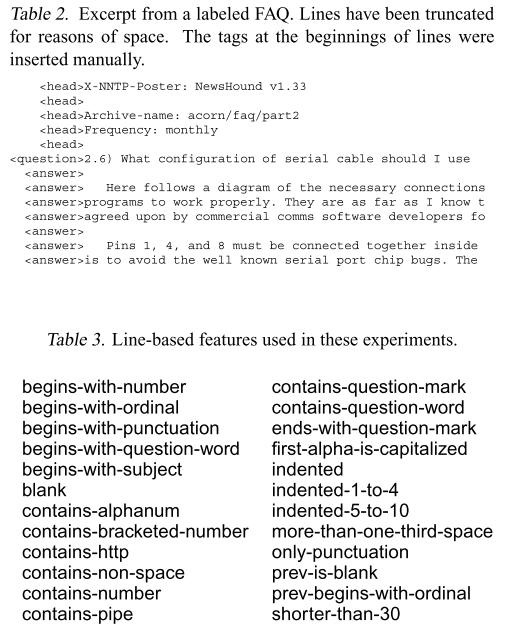 Table 2. Excerpt from a labeled FAQ. Lines have been truncated
for reasons of space. The tags at the beginnings of lines were
inserted manually.
<head>X-NNTP-Poster: NewsHound v1.33
<head>
<head>Archive-name: acorn/faq/part2
<head>Frequency: monthly
<head>
<question>2.6) What configuration of serial cable should I use
<answer>
<answer> Here follows a diagram of the necessary connections
<answer>programs to work properly. They are as far as I know t
<answer>agreed upon by commercial comms software developers fo
<answer>
<answer> Pins 1, 4, and 8 must be connected together inside
<answer>is to avoid the well known serial port chip bugs. The
Table 3. Line-based features used in these experiments.
begins-with-number
begins-with-ordinal
begins-with-punctuation
begins-with-question-word
begins-with-subject
blank
contains-alphanum
contains-bracketed-number
contains-http
contains-non-space
contains-number
contains-pipe
contains-question-mark
contains-question-word
ends-with-question-mark
first-alpha-is-capitalized
indented
indented-1-to-4
indented-5-to-10
more-than-one-third-space
only-punctuation
prev-is-blank
prev-begins-with-ordinal
shorter-than-30